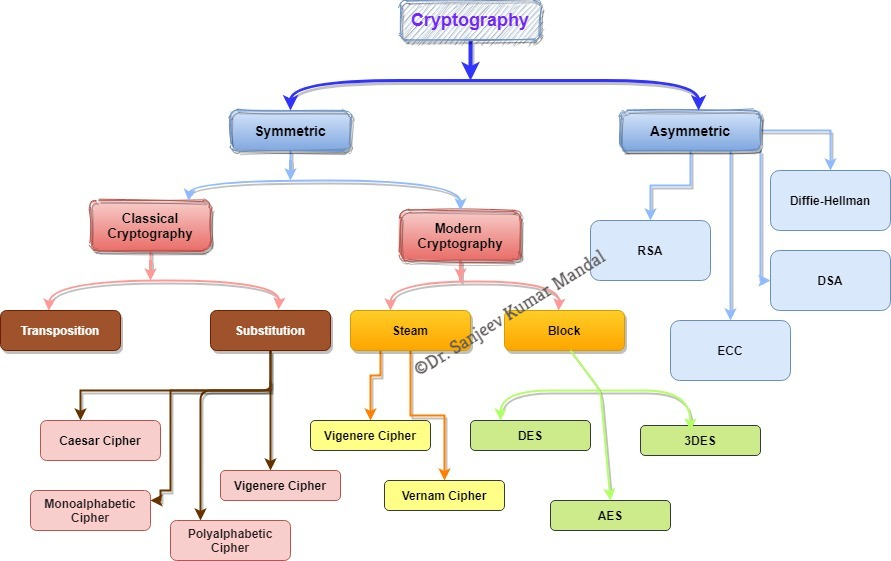 Cryptography
Symmetric
Asymmetric
Classical
Cryptography
Modern
Cryptography
Diffie-Hellman
RSA
DSA
ECC
Transposition
Substitution
Steam
Block
©Dr. Sanjeev Kumar Mandal
Caesar Cipher
Vigenere Cipher
DES
3DES
Monoalphabetic
Cipher
Vigenere Cipher
Vernam Cipher
Polyalphabetic
Cipher
AES